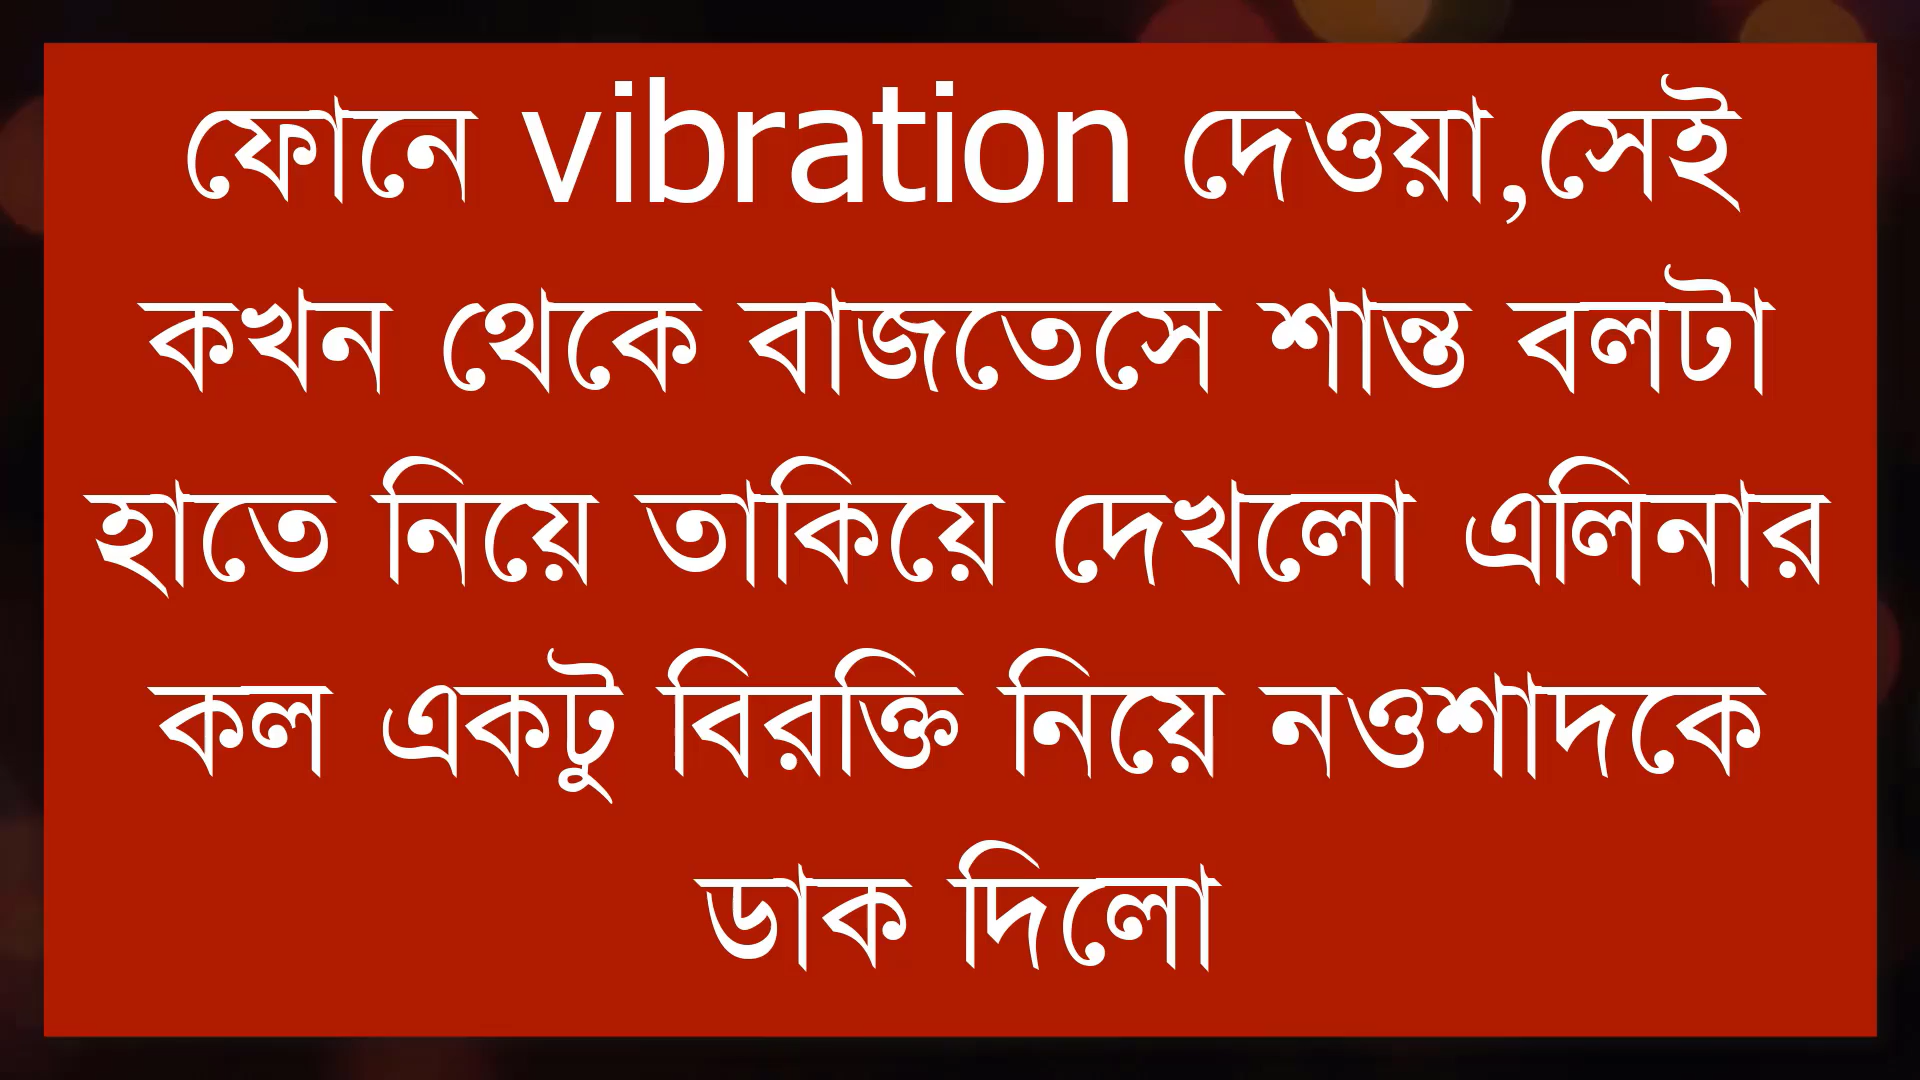 ফোনে vibration দেওয়া,সেই
কখন থেকে বাজতেসে শান্ত বলটা
হাতে নিয়ে তাকিয়ে দেখলো এলিনার
কল একটু বিরক্তি নিয়ে নওশাদকে
ডাক দিলো